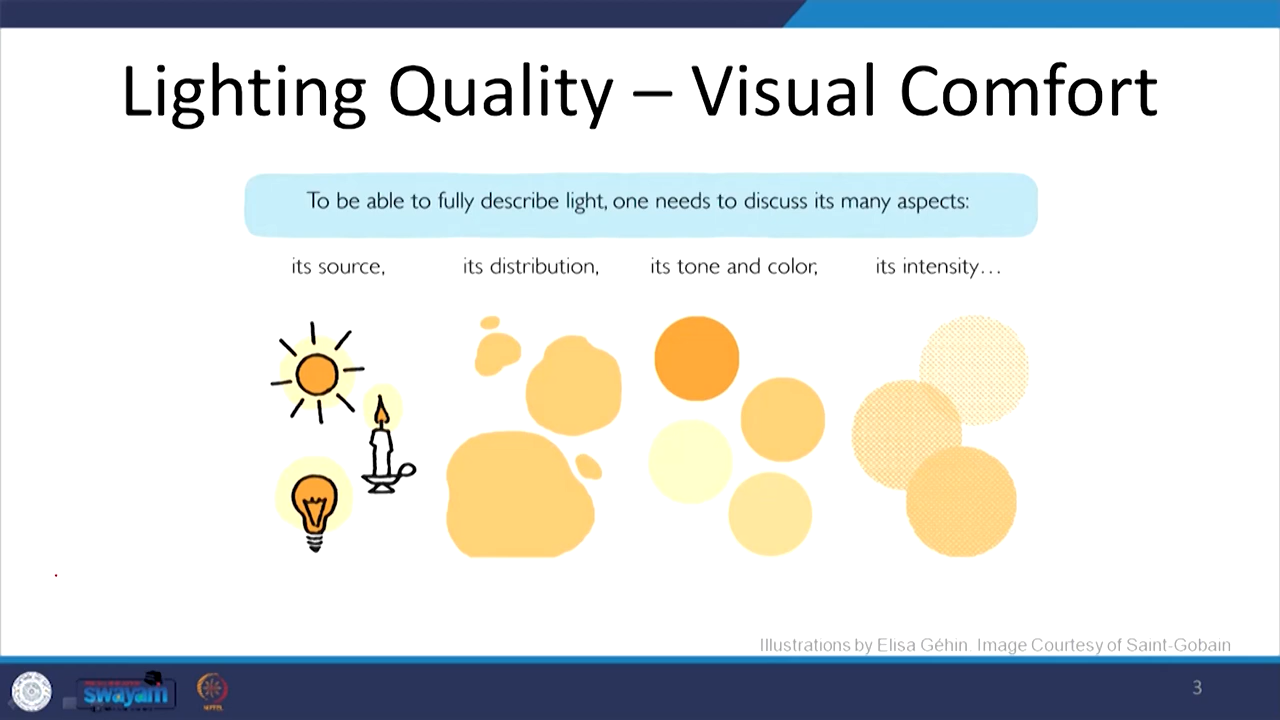 Lighting Quality – Visual Comfort
To be able to fully describe light, one needs to discuss its many aspects:
its source, its distribution, its tone and color, its intensity…
Illustrations by Elisa Géhin. Image Courtesy of Saint-Gobain
swayam
3